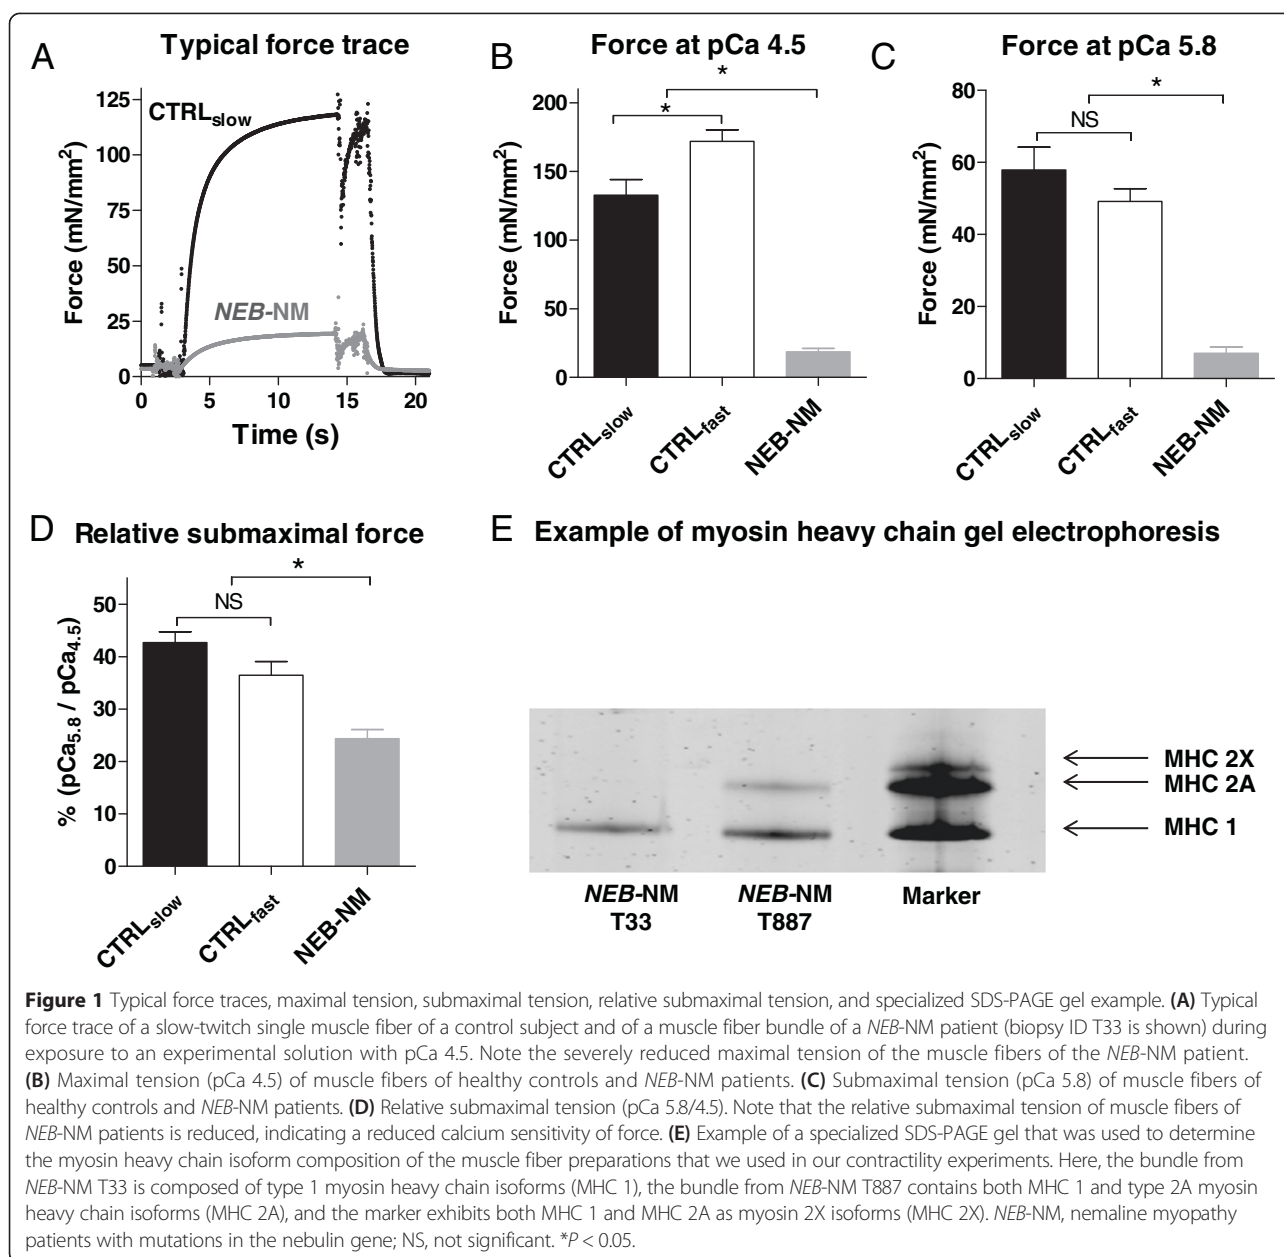 A
Typical force trace
Force (mN/mm²)
125
100
75
50
25
0
CTRLslow
NEB-NM
0 5 10 15 20
Time (s)
B
Force at pCa 4.5
Force (mN/mm²)
200
150
100
50
0
*
*
CTRLslow
CTRLfast
NEB-NM
C
Force at pCa 5.8
Force (mN/mm²)
80
60
40
20
0
*
NS
CTRLslow
CTRLfast
NEB-NM
D
Relative submaximal force
% (pCa5.8 / pCa4.5)
50
40
30
20
10
0
*
NS
CTRLslow
CTRLfast
NEB-NM
E
Example of myosin heavy chain gel electrophoresis
MHC 2X
MHC 2A
MHC 1
NEB-NM
T33
NEB-NM
T887
Marker
Figure 1 Typical force traces, maximal tension, submaximal tension, relative submaximal tension, and specialized SDS-PAGE gel example. (A) Typical
force trace of a slow-twitch single muscle fiber of a control subject and of a muscle fiber bundle of a NEB-NM patient (biopsy ID T33 is shown) during
exposure to an experimental solution with pCa 4.5. Note the severely reduced maximal tension of the muscle fibers of the NEB-NM patient.
(B) Maximal tension (pCa 4.5) of muscle fibers of healthy controls and NEB-NM patients. (C) Submaximal tension (pCa 5.8) of muscle fibers of
healthy controls and NEB-NM patients. (D) Relative submaximal tension (pCa 5.8/4.5). Note that the relative submaximal tension of muscle fibers of
NEB-NM patients is reduced, indicating a reduced calcium sensitivity of force. (E) Example of a specialized SDS-PAGE gel that was used to determine
the myosin heavy chain isoform composition of the muscle fiber preparations that we used in our contractility experiments. Here, the bundle from
NEB-NM T33 is composed of type 1 myosin heavy chain isoforms (MHC 1), the bundle from NEB-NM T887 contains both MHC 1 and type 2A myosin
heavy chain isoforms (MHC 2A), and the marker exhibits both MHC 1 and MHC 2A as myosin 2X isoforms (MHC 2X). NEB-NM, nemaline myopathy
patients with mutations in the nebulin gene; NS, not significant. *P < 0.05.